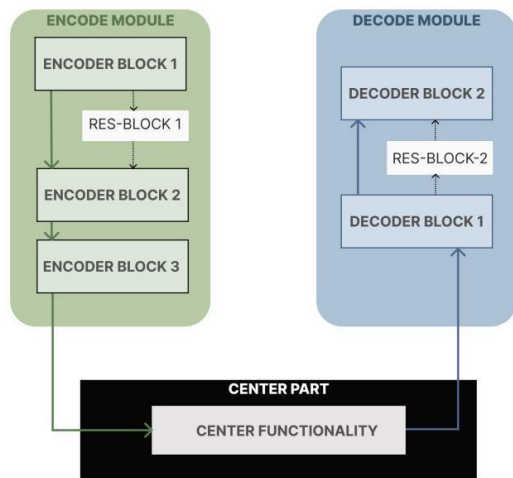 ENCODE MODULE
ENCODER BLOCK 1
RES-BLOCK 1
ENCODER BLOCK 2
ENCODER BLOCK 3
DECODE MODULE
DECODER BLOCK 2
RES-BLOCK-2
DECODER BLOCK 1
CENTER PART
CENTER FUNCTIONALITY